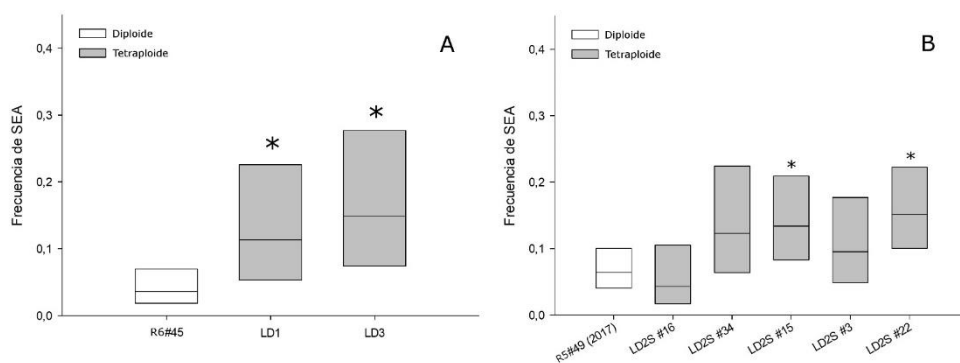 A
Diploide
Tetraploide
Frecuencia de SEA
0,4
0,3
0,2
0,1
0,0
*
*
R6#45
LD1
LD3
B
Diploide
Tetraploide
Frecuencia de SEA
0,4
0,3
0,2
0,1
0,0
*
*
R5#49 (2017)
LD2S #16
LD2S #34
LD2S #15
LD2S #3
LD2S #22